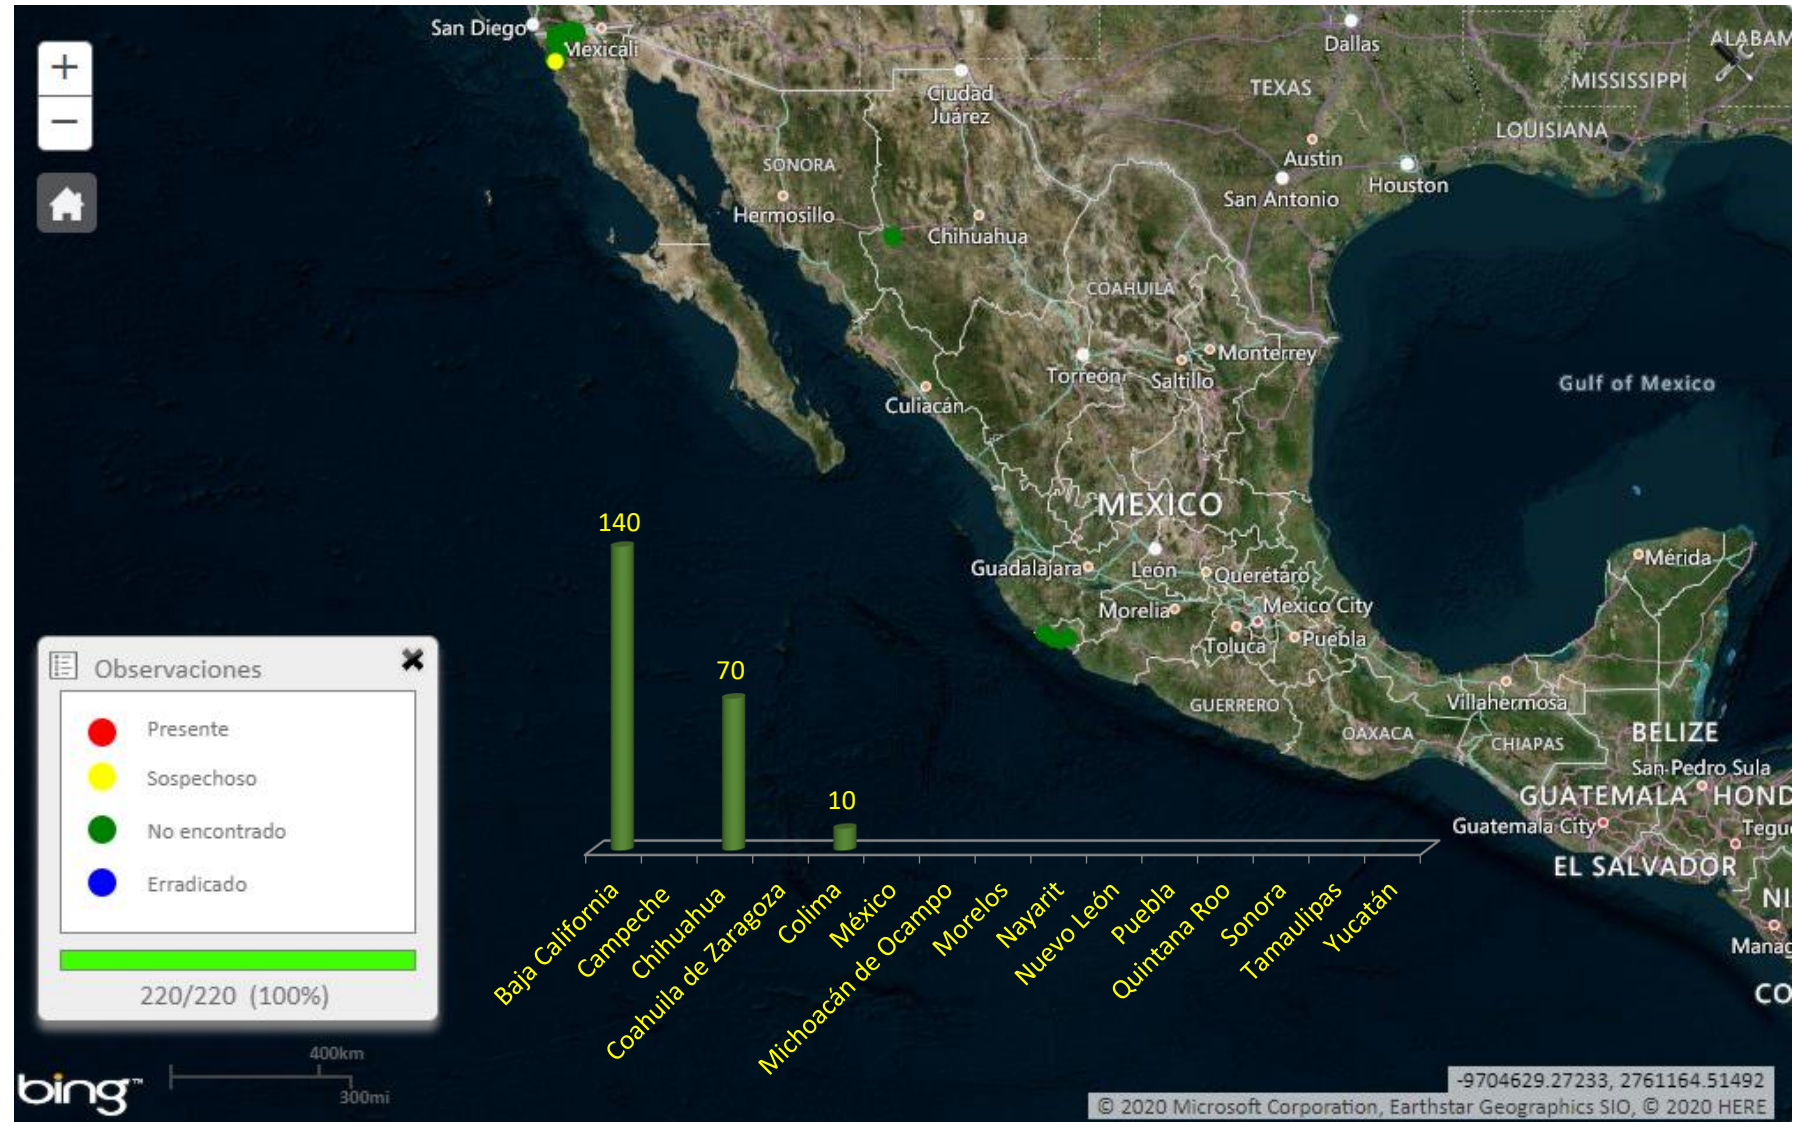 San Diego
Mexicali
Dallas
ALABAM
Ciudad
Juárez
TEXAS
MISSISSIPPI
LOUISIANA
SONORA
Austin
Houston
San Antonio
Hermosillo
Chihuahua
COAHUILA
Monterrey
Torreón
Saltillo
Culiacán
Gulf of Mexico
MEXICO
Guadalajara
León
Querétaro
Mérida
Morelia
Mexico City
Toluca
Puebla
GUERRERO
Villahermosa
OAXACA
CHIAPAS
BELIZE
San Pedro Sula
GUATEMALA
HOND
Guatemala City
Tegu
EL SALVADOR
NI
Manag
CO
+
−
140
70
10
Baja California
Campeche
Chihuahua
Coahuila de Zaragoza
Colima
México
Michoacán de Ocampo
Morelos
Nayarit
Nuevo León
Puebla
Quintana Roo
Sonora
Tamaulipas
Yucatán
Observaciones
Presente
Sospechoso
No encontrado
Erradicado
220/220 (100%)
400km
300mi
bing™
-9704629.27233, 2761164.51492
© 2020 Microsoft Corporation, Earthstar Geographics SIO, © 2020 HERE